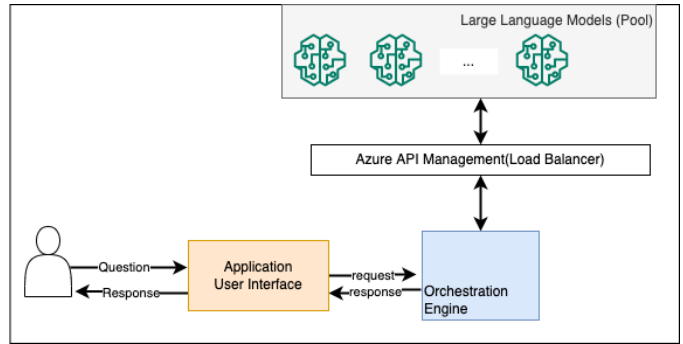 Large Language Models (Pool)
...
Azure API Management(Load Balancer)
Question
Response
Application
User Interface
request
response
Orchestration
Engine